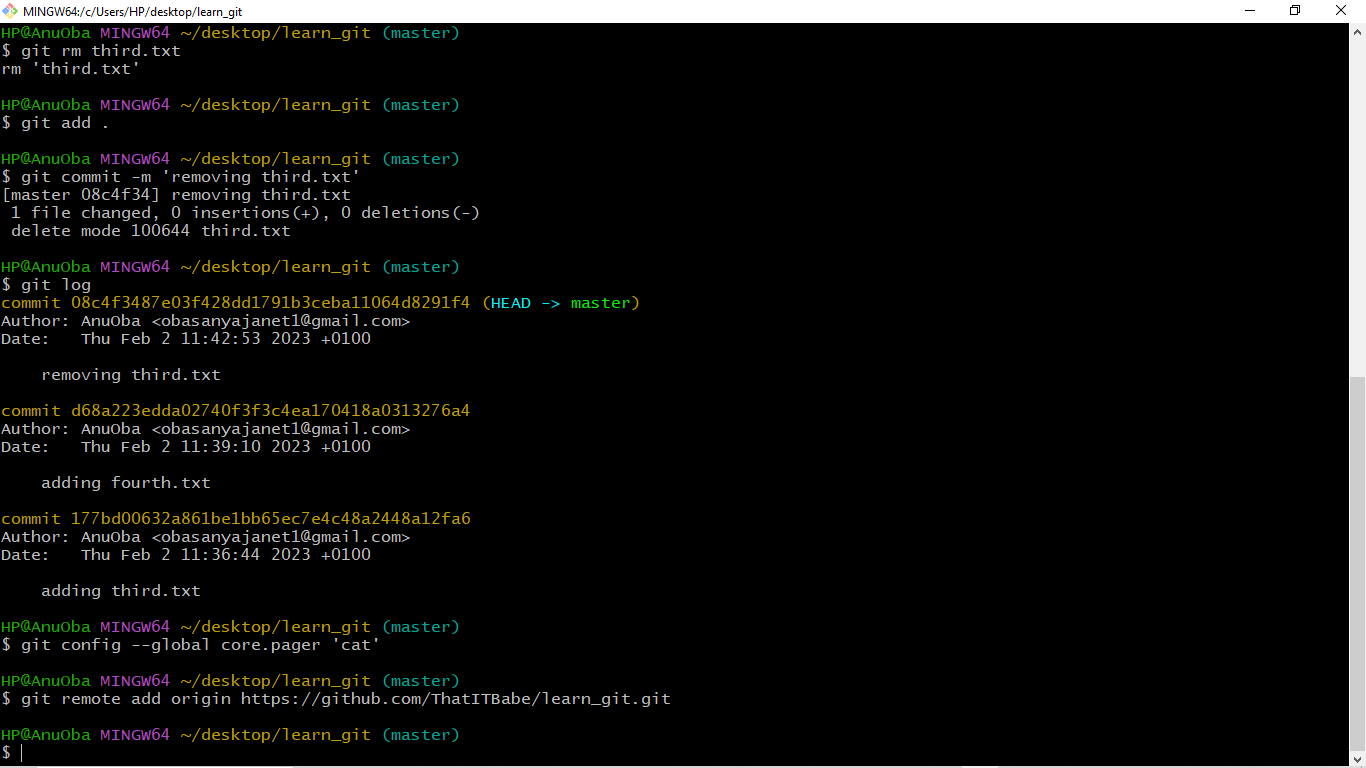 MINGW64:/c/Users/HP/desktop/learn_git
HP@AnuOba MINGW64 ~/desktop/learn_git (master)
$ git rm third.txt
rm 'third.txt'
HP@AnuOba MINGW64 ~/desktop/learn_git (master)
$ git add .
HP@AnuOba MINGW64 ~/desktop/learn_git (master)
$ git commit -m 'removing third.txt'
[master 08c4f34] removing third.txt
 1 file changed, 0 insertions(+), 0 deletions(-)
 delete mode 100644 third.txt
HP@AnuOba MINGW64 ~/desktop/learn_git (master)
$ git log
commit 08c4f3487e03f428dd1791b3ceba11064d8291f4 (HEAD -> master)
Author: AnuOba <obasanyajanet1@gmail.com>
Date:   Thu Feb 2 11:42:53 2023 +0100
    removing third.txt
commit d68a223edda02740f3f3c4ea170418a0313276a4
Author: AnuOba <obasanyajanet1@gmail.com>
Date:   Thu Feb 2 11:39:10 2023 +0100
    adding fourth.txt
commit 177bd00632a861be1bb65ec7e4c48a2448a12fa6
Author: AnuOba <obasanyajanet1@gmail.com>
Date:   Thu Feb 2 11:36:44 2023 +0100
    adding third.txt
HP@AnuOba MINGW64 ~/desktop/learn_git (master)
$ git config --global core.pager 'cat'
HP@AnuOba MINGW64 ~/desktop/learn_git (master)
$ git remote add origin https://github.com/ThatITBabe/learn_git.git
HP@AnuOba MINGW64 ~/desktop/learn_git (master)
$